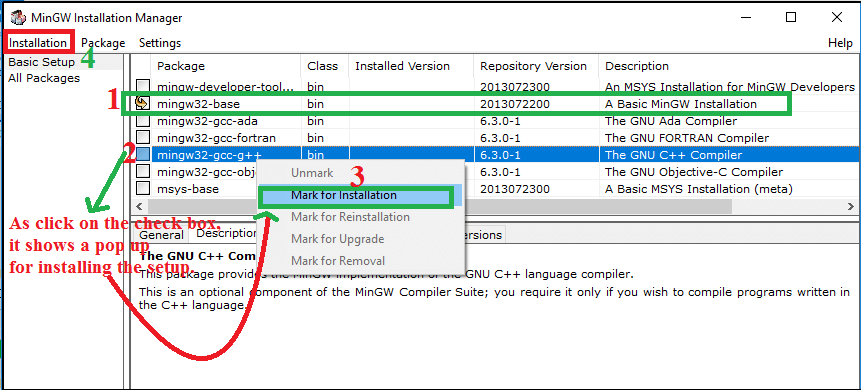 MinGW Installation Manager
Installation Package Settings Help
Basic Setup 4
All Packages
Package Class Installed Version Repository Version Description
mingw-developer-tool... bin 2013072300 An MSYS Installation for MinGW Developers
1 mingw32-base bin 2013072200 A Basic MinGW Installation
mingw32-gcc-ada bin 6.3.0-1 The GNU Ada Compiler
mingw32-gcc-fortran bin 6.3.0-1 The GNU FORTRAN Compiler
2 mingw32-gcc-g++ bin 6.3.0-1 The GNU C++ Compiler
mingw32-gcc-obj 6.3.0-1 The GNU Objective-C Compiler
msys-base 2013072300 A Basic MSYS Installation (meta)
Unmark 3
Mark for Installation
Mark for Reinstallation
Mark for Upgrade
Mark for Removal
As click on the check box,
it shows a pop up
for installing the setup.
General Description ersions
The GNU C++ Com
This package provides the MinGW implementation of the GNU C++ language compiler.
This is an optional component of the MinGW Compiler Suite; you require it only if you wish to compile programs written in
the C++ language.